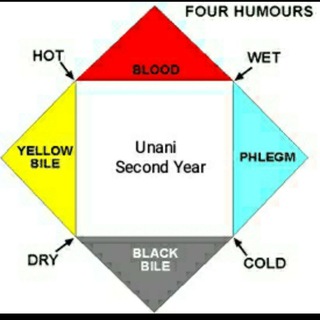 FOUR HUMOURS
HOT
WET
BLOOD
YELLOW
BILE
Unani
Second Year
PHLEGM
DRY
BLACK
BILE
COLD